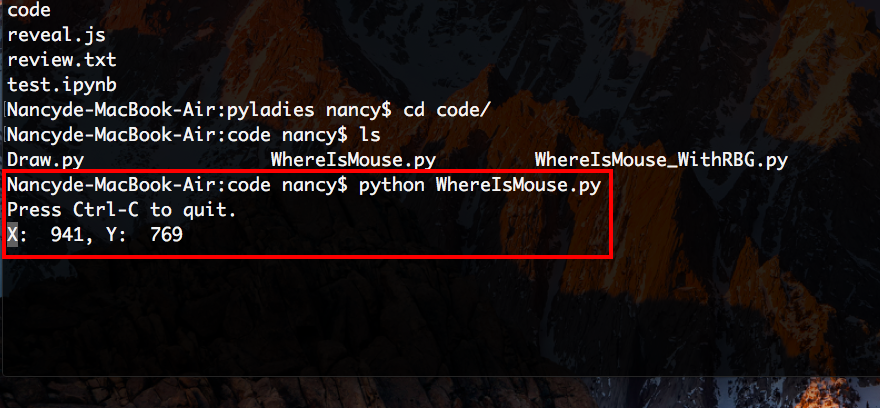 code
reveal.js
review.txt
test.ipynb
[Nancyde-MacBook-Air:pyladies nancy$ cd code/
[Nancyde-MacBook-Air:code nancy$ ls
Draw.py WhereIsMouse.py WhereIsMouse_WithRBG.py
Nancyde-MacBook-Air:code nancy$ python WhereIsMouse.py
Press Ctrl-C to quit.
X:  941, Y:  769